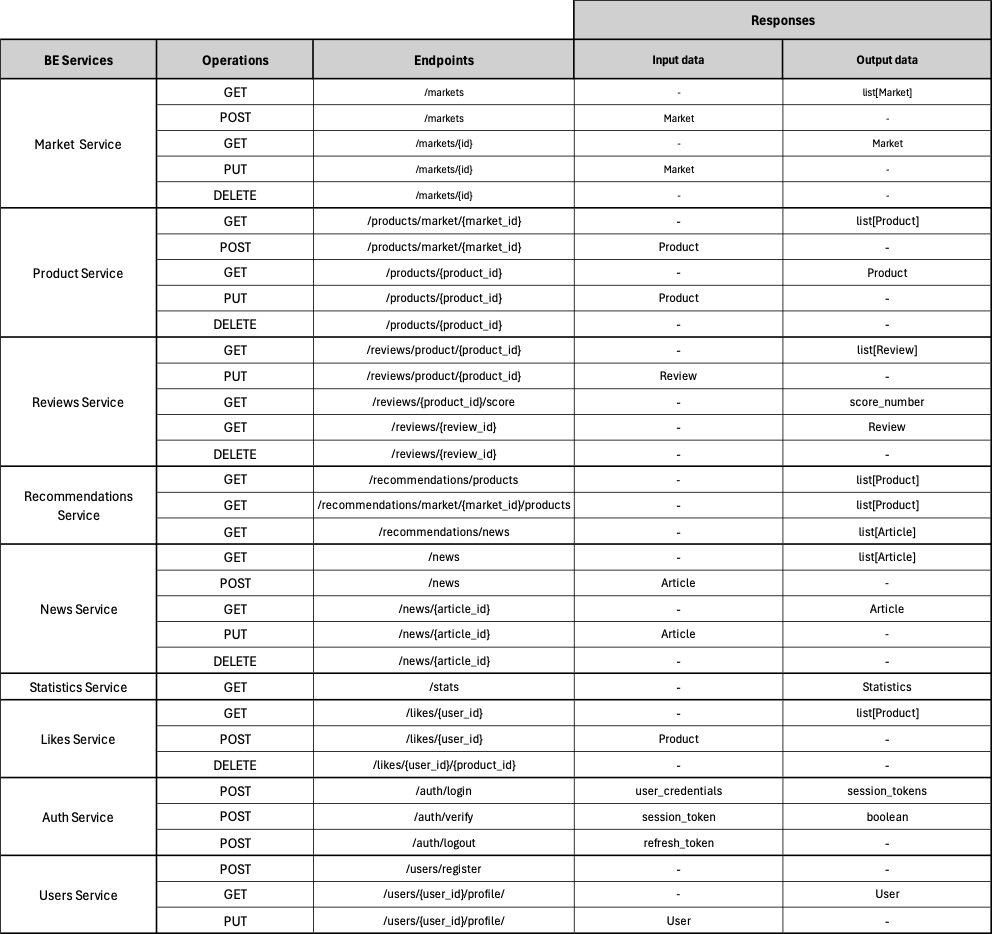 Responses
BE Services Operations Endpoints Input data Output data
Market Service
GET /markets - list[Market]
POST /markets Market -
GET /markets/{id} - Market
PUT /markets/{id} Market -
DELETE /markets/{id} - -
Product Service
GET /products/market/{market_id} - list[Product]
POST /products/market/{market_id} Product -
GET /products/{product_id} - Product
PUT /products/{product_id} Product -
DELETE /products/{product_id} - -
Reviews Service
GET /reviews/product/{product_id} - list[Review]
PUT /reviews/product/{product_id} Review -
GET /reviews/{product_id}/score - score_number
GET /reviews/{review_id} - Review
DELETE /reviews/{review_id} - -
Recommendations
Service
GET /recommendations/products - list[Product]
GET /recommendations/market/{market_id}/products - list[Product]
GET /recommendations/news - list[Article]
News Service
GET /news - list[Article]
POST /news Article -
GET /news/{article_id} - Article
PUT /news/{article_id} Article -
DELETE /news/{article_id} - -
Statistics Service
GET /stats - Statistics
Likes Service
GET /likes/{user_id} - list[Product]
POST /likes/{user_id} Product -
DELETE /likes/{user_id}/{product_id} - -
Auth Service
POST /auth/login user_credentials session_tokens
POST /auth/verify session_token boolean
POST /auth/logout refresh_token -
Users Service
POST /users/register - -
GET /users/{user_id}/profile/ - User
PUT /users/{user_id}/profile/ User -